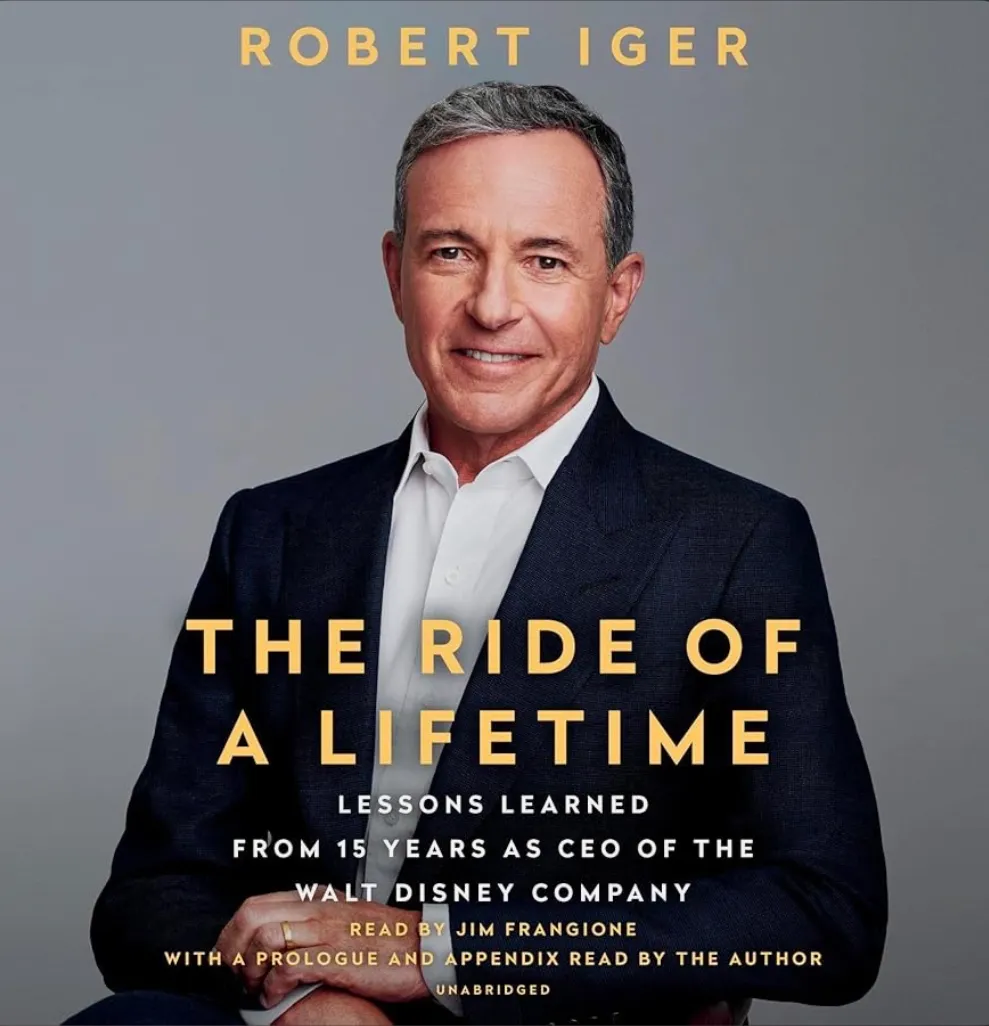 ROBERT IGER
THE RIDE OF
A LIFETIME
LESSONS LEARNED
FROM 15 YEARS AS CEO OF THE
WALT DISNEY COMPANY
READ BY JIM FRANGIONE
WITH A PROLOGUE AND APPENDIX READ BY THE AUTHOR
UNABRIDGED